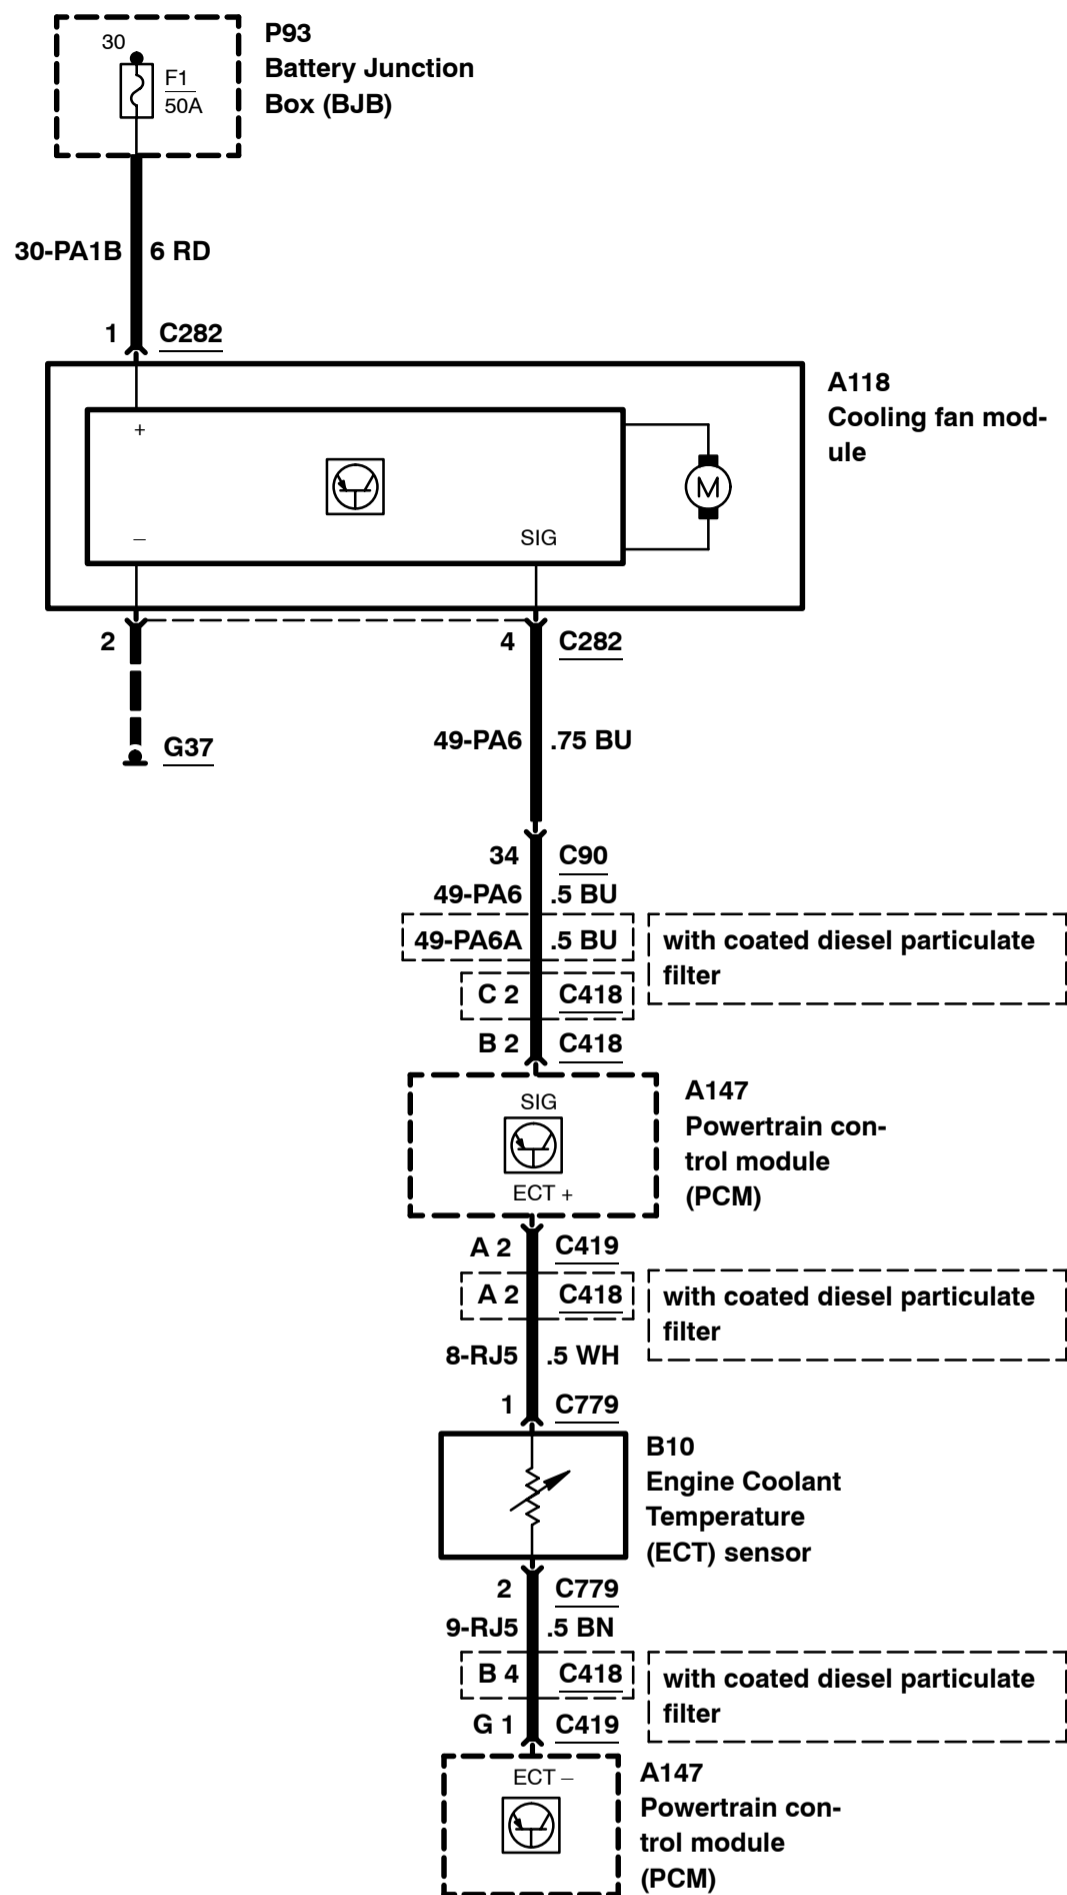 P93
30
Battery Junction
F1
50A
Box (BJB)
30-PA1B 6 RD
1 C282
A118
Cooling fan mod-
ule
+
M
–
SIG
2
4 C282
G37
49-PA6 .75 BU
34 C90
49-PA6 .5 BU
49-PA6A .5 BU
with coated diesel particulate
filter
C 2 C418
B 2 C418
SIG
ECT +
A147
Powertrain con-
trol module
(PCM)
A 2 C419
A 2 C418
with coated diesel particulate
filter
8-RJ5 .5 WH
1 C779
B10
Engine Coolant
Temperature
(ECT) sensor
2 C779
9-RJ5 .5 BN
B 4 C418
with coated diesel particulate
filter
G 1 C419
ECT –
A147
Powertrain con-
trol module
(PCM)